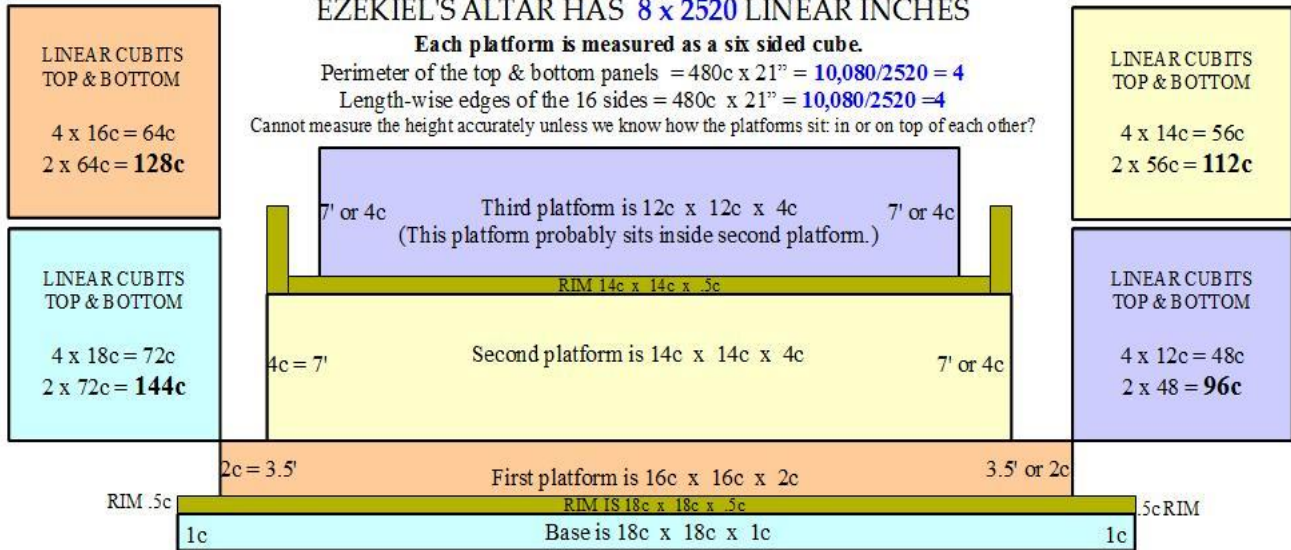 EZEKIEL'S ALTAR HAS 8 x 2520 LINEAR INCHES
Each platform is measured as a six sided cube.
Perimeter of the top & bottom panels = 480c x 21” = 10,080/2520 = 4
Length-wise edges of the 16 sides = 480c x 21” = 10,080/2520 =4
Cannot measure the height accurately unless we know how the platforms sit: in or on top of each other?
LINEAR CUBITS
TOP & BOTTOM
4 x 16c = 64c
2 x 64c = 128c
LINEAR CUBITS
TOP & BOTTOM
4 x 14c = 56c
2 x 56c = 112c
7' or 4c
Third platform is 12c x 12c x 4c
7' or 4c
(This platform probably sits inside second platform.)
LINEAR CUBITS
TOP & BOTTOM
4 x 18c = 72c
2 x 72c = 144c
LINEAR CUBITS
TOP & BOTTOM
4 x 12c = 48c
2 x 48 = 96c
RIM 14c x 14c x .5c
4c = 7'
Second platform is 14c x 14c x 4c
7' or 4c
2c = 3.5'
First platform is 16c x 16c x 2c
3.5' or 2c
RIM .5c
RIM IS 18c x 18c x .5c
.5c RIM
1c
Base is 18c x 18c x 1c
1c